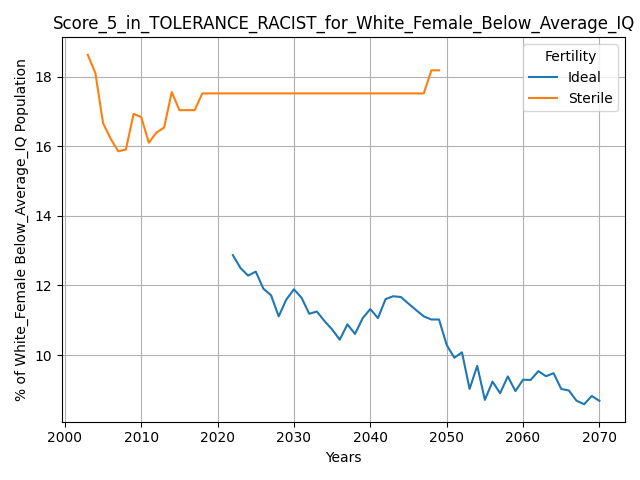 Score_5_in_TOLERANCE_RACIST_for_White_Female_Below_Average_IQ
% of White_Female Below_Average_IQ Population
18
16
14
12
10
Fertility
Ideal
Sterile
2000 2010 2020 2030 2040 2050 2060 2070
Years